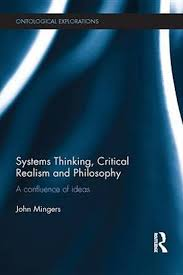 ONTOLOGICAL EXPLORATIONS
Systems Thinking, Critical
Realism and Philosophy
A confluence of ideas
John Mingers
R